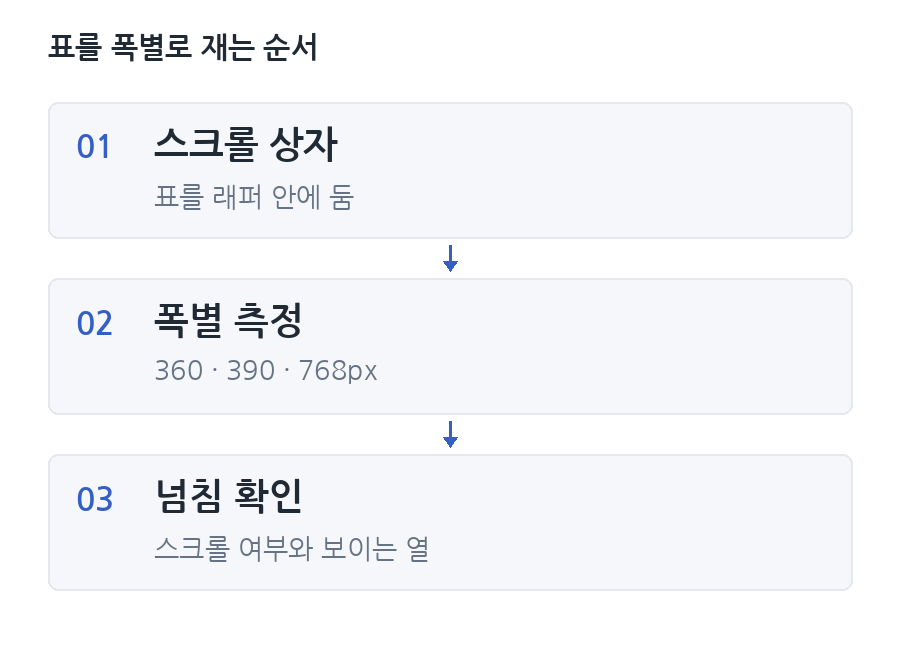 표를 폭별로 재는 순서
01 스크롤 상자
표를 래퍼 안에 둠
02 폭별 측정
360 · 390 · 768px
03 넘침 확인
스크롤 여부와 보이는 열